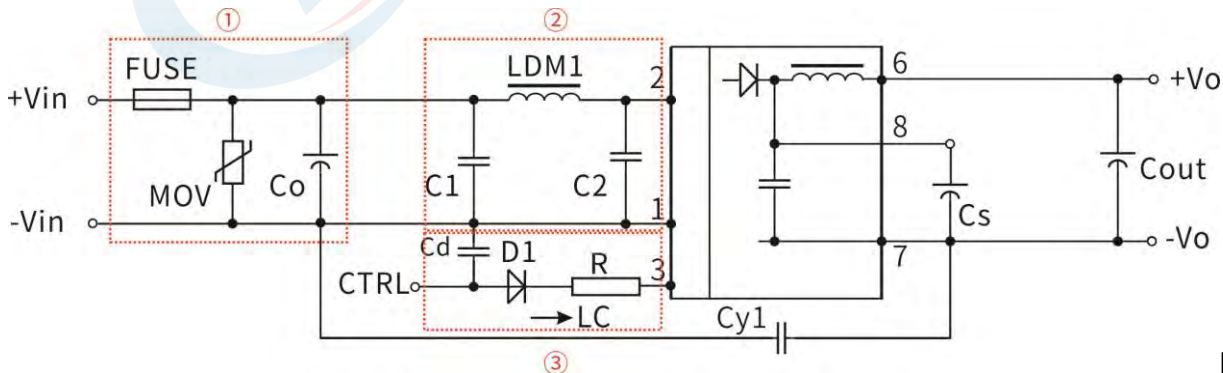 ① ②
FUSE LDM1 2 6
+Vin +Vo
8
MOV Co C1 C2 1 Cs Cout
-Vin -Vo
Cd D1 R 3 7
CTRL
LC Cy1
③